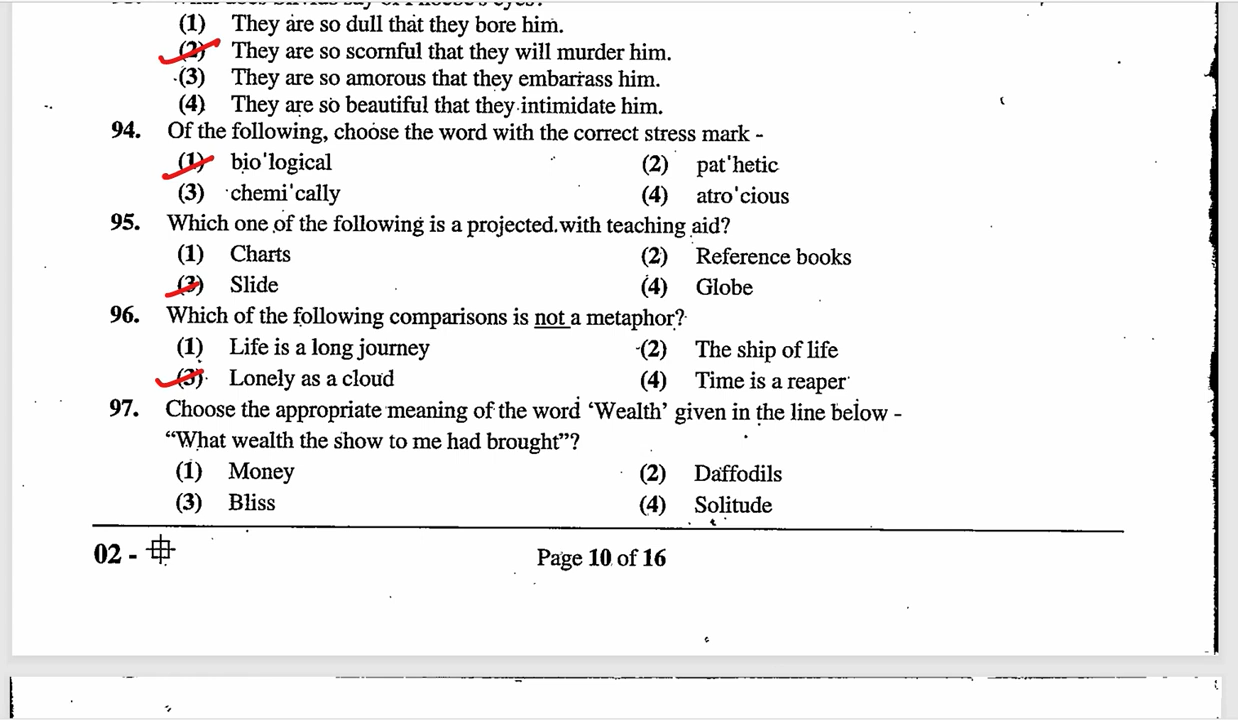 (1) They are so dull that they bore him.
(2) They are so scornful that they will murder him.
(3) They are so amorous that they embarrass him.
(4) They are so beautiful that they intimidate him.
94. Of the following, choose the word with the correct stress mark -
(1) bio'logical (2) pat'hetic
(3) chemi'cally (4) atro'cious
95. Which one of the following is a projected with teaching aid?
(1) Charts (2) Reference books
(3) Slide (4) Globe
96. Which of the following comparisons is not a metaphor?
(1) Life is a long journey (2) The ship of life
(3) Lonely as a cloud (4) Time is a reaper
97. Choose the appropriate meaning of the word ‘Wealth’ given in the line below -
“What wealth the show to me had brought”?
(1) Money (2) Daffodils
(3) Bliss (4) Solitude
02 - Page 10 of 16